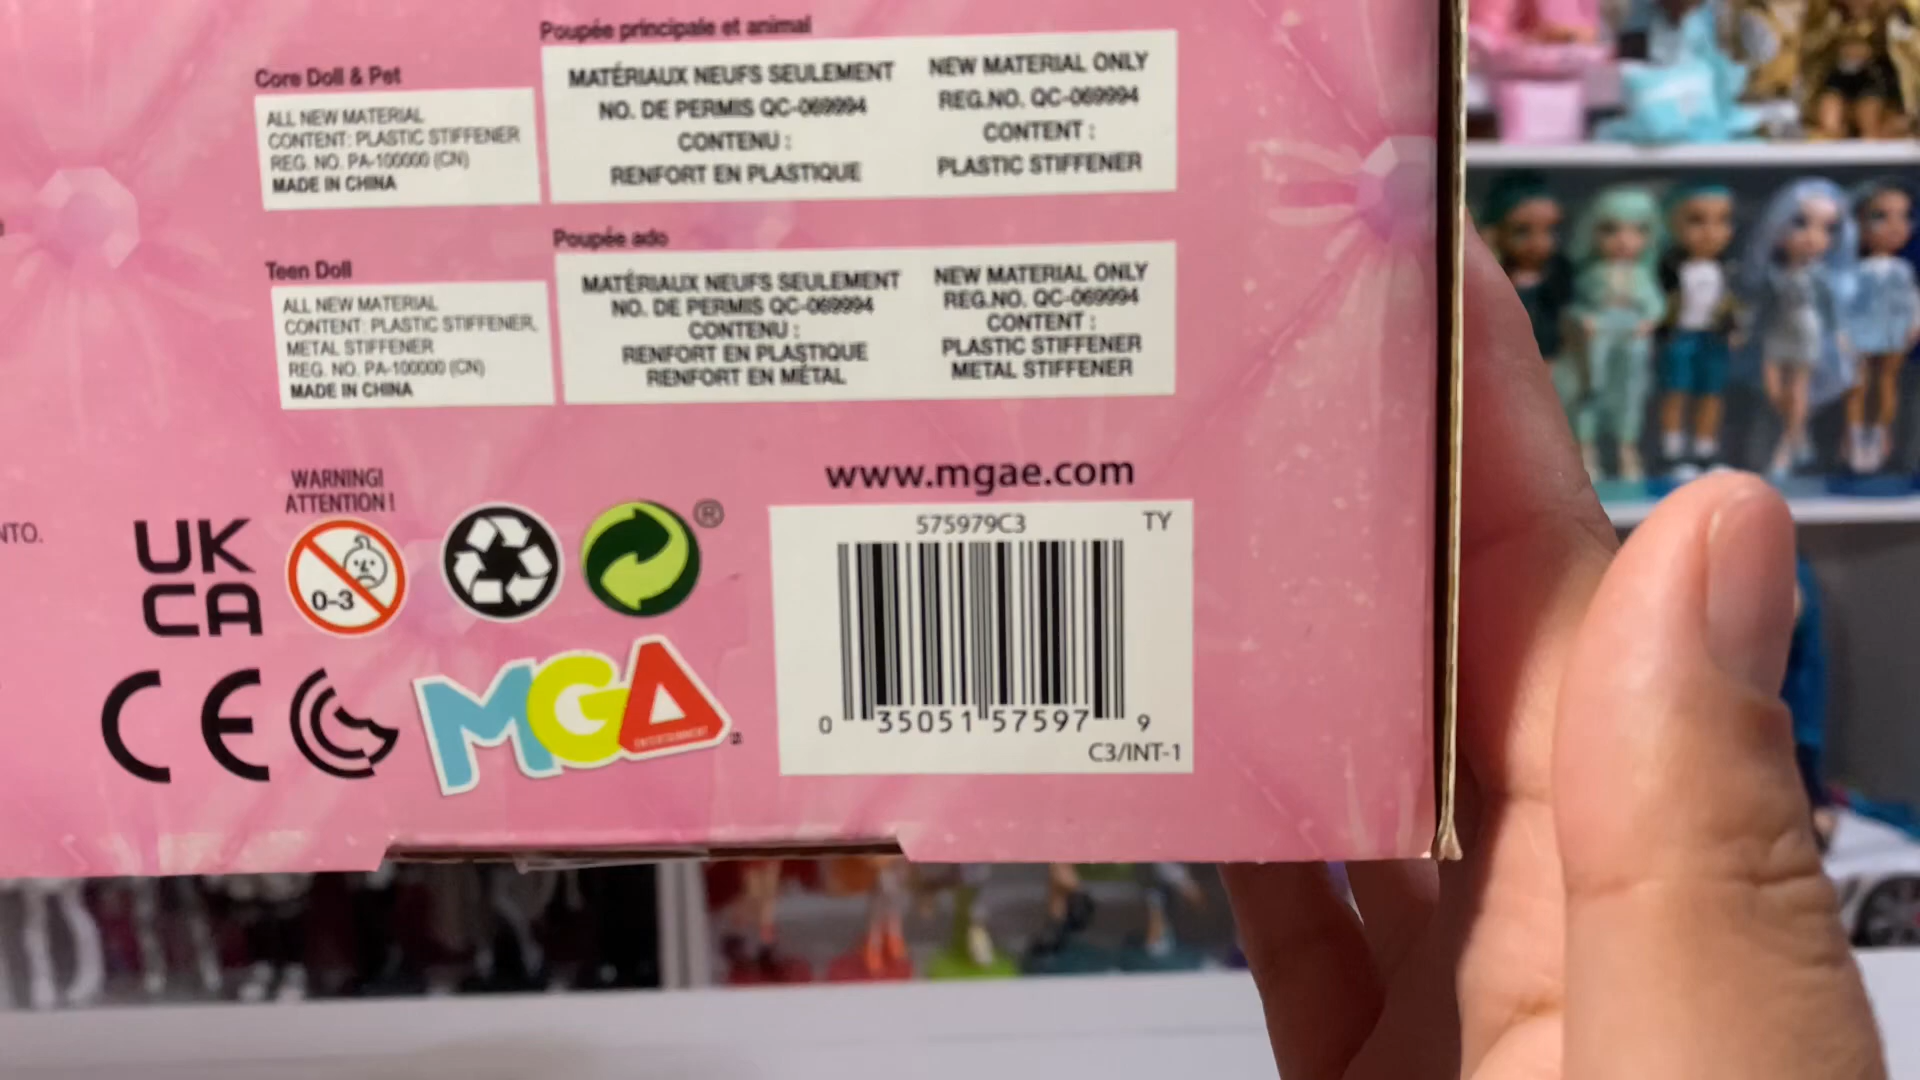 Core Doll & Pet
ALL NEW MATERIAL
CONTENT: PLASTIC STIFFENER
REG. NO. PA-100000 (CN)
MADE IN CHINA
Poupée principale et animal
MATÉRIAUX NEUFS SEULEMENT
NO. DE PERMIS QC-069994
CONTENU :
RENFORT EN PLASTIQUE
NEW MATERIAL ONLY
REG.NO. QC-069994
CONTENT :
PLASTIC STIFFENER
Teen Doll
ALL NEW MATERIAL
CONTENT: PLASTIC STIFFENER,
METAL STIFFENER
REG. NO. PA-100000 (CN)
MADE IN CHINA
Poupée ado
MATÉRIAUX NEUFS SEULEMENT
NO. DE PERMIS QC-069994
CONTENU :
RENFORT EN PLASTIQUE
RENFORT EN MÉTAL
NEW MATERIAL ONLY
REG.NO. QC-069994
CONTENT :
PLASTIC STIFFENER
METAL STIFFENER
NTO.
UK
CA
WARNING!
ATTENTION !
0-3
®
CE
MGA
ENTERTAINMENT
www.mgae.com
575979C3 TY
0 35051 57597 9
C3/INT-1